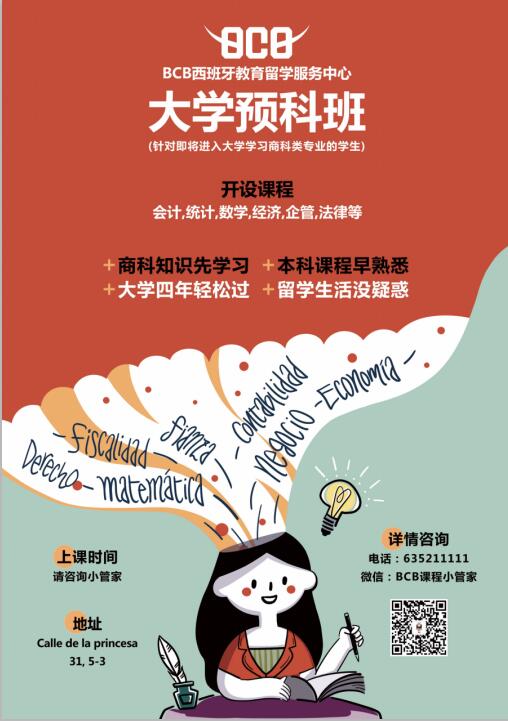 BCB
BCB西班牙教育留学服务中心
大学预科班
(针对即将进入大学学习商科类专业的学生)
开设课程
会计,统计,数学,经济,企管,法律等
+商科知识先学习 +本科课程早熟悉
+大学四年轻松过 +留学生活没疑惑
Derecho - matematica
- fiscalidad -
fianza
- Contabilidad
negocio - Economía -
上课时间
请咨询小管家
地址
Calle de la princesa
31, 5-3
详情咨询
电话：635211111
微信：BCB课程小管家